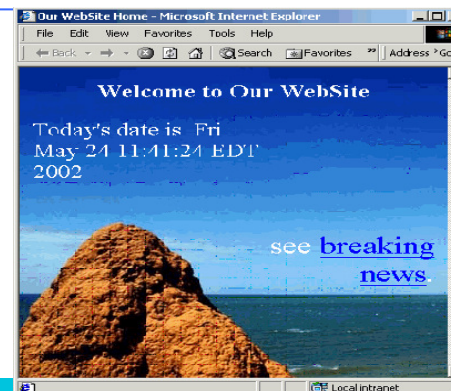 Our WebSite Home - Microsoft Internet Explorer
File Edit View Favorites Tools Help
Back Search Favorites » Address
Welcome to Our WebSite
Today's date is Fri
May 24 11:41:24 EDT
2002
see breaking
news.
Local intranet